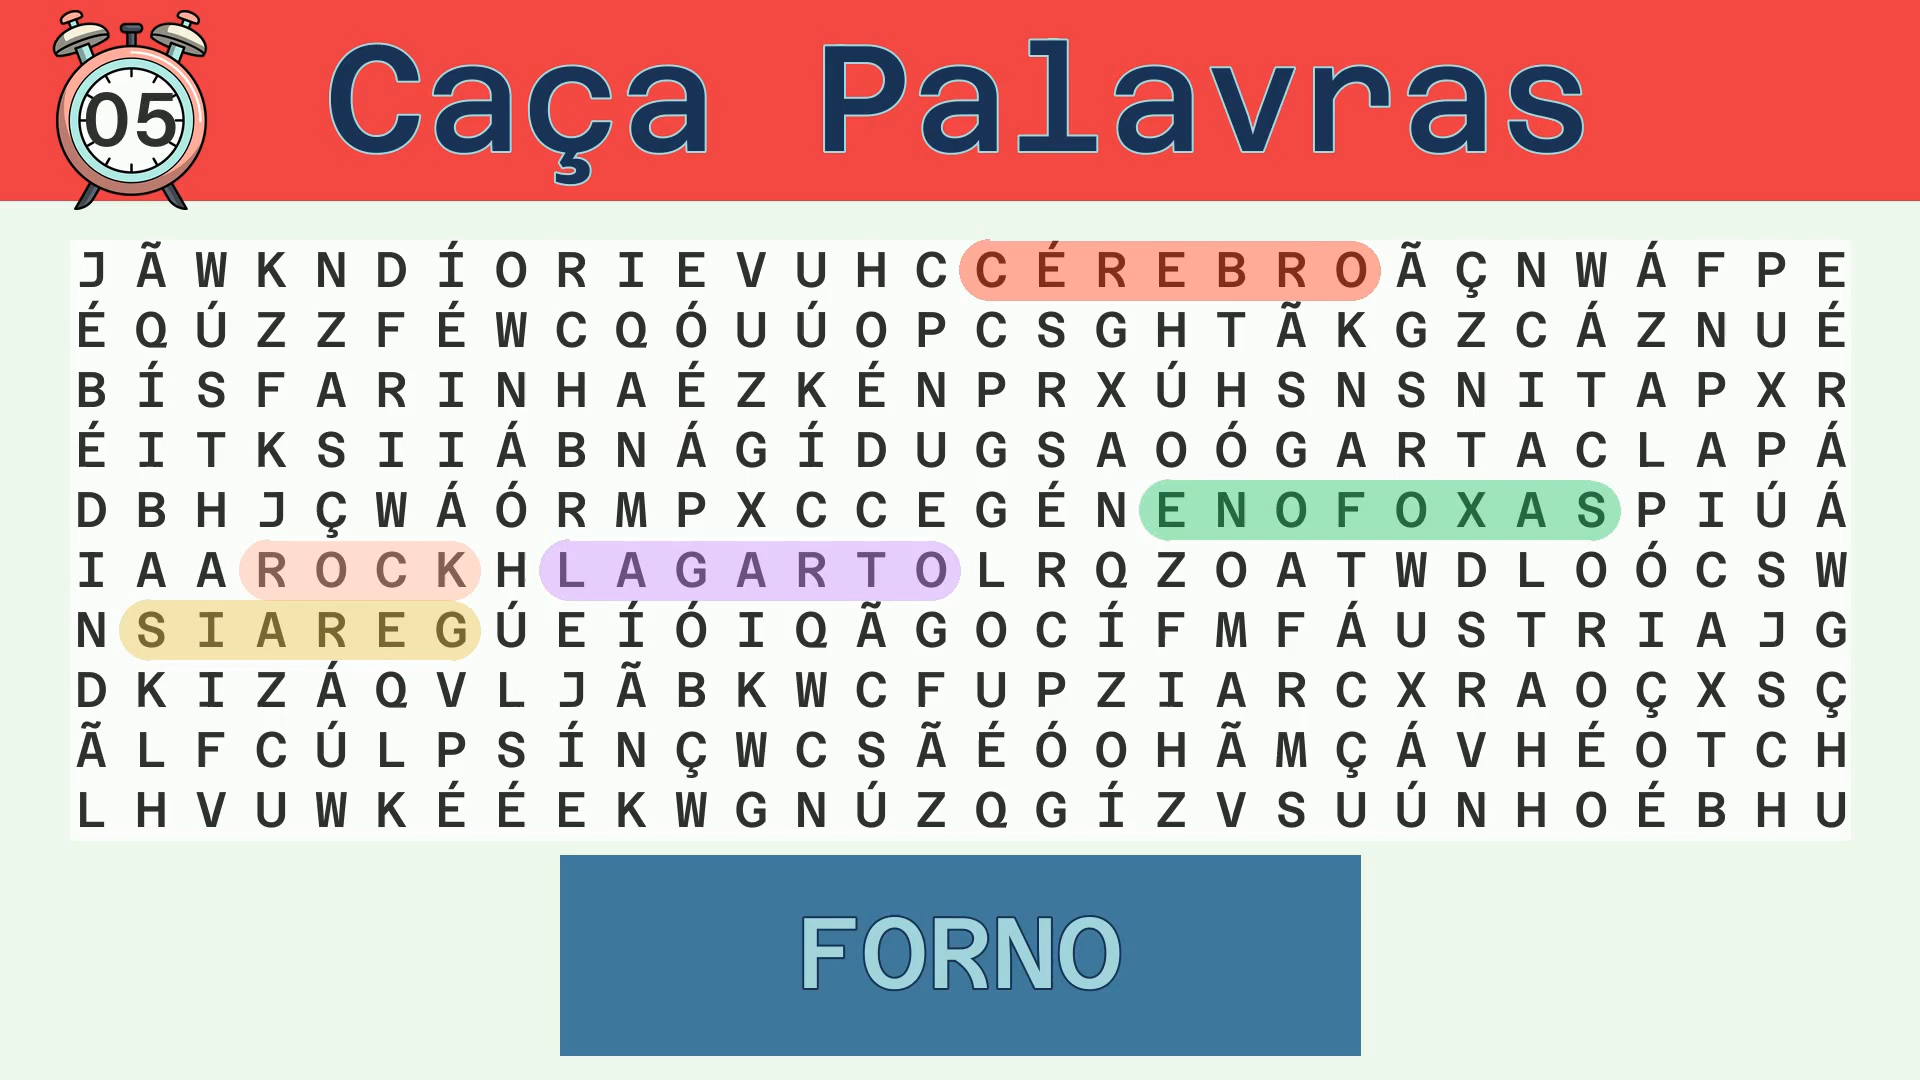 05
Caça Palavras
J Ã W K N D Í O R I E V U H C C É R E B R O Ã Ç N W Á F P E
É Q Ú Z Z F É W C Q Ó U Ú O P C S G H T Ã K G Z C Á Z N U É
B Í S F A R I N H A É Z K É N P R X Ú H S N S N I T A P X R
É I T K S I I Á B N Á G Í D U G S A O Ó G A R T A C L A P Á
D B H J Ç W Á Ó R M P X C C E G É N E N O F O X A S P I Ú Á
I A A R O C K H L A G A R T O L R Q Z O A T W D L O Ó C S W
N S I A R E G Ú E Í Ó I Q Ã G O C Í F M F Á U S T R I A J G
D K I Z Á Q V L J Ã B K W C F U P Z I A R C X R A O Ç X S Ç
Ã L F C Ú L P S Í N Ç W C S Ã É Ó O H Ã M Ç Á V H É O T C H
L H V U W K É É E K W G N Ú Z Q G Í Z V S U Ú N H O É B H U
FORNO